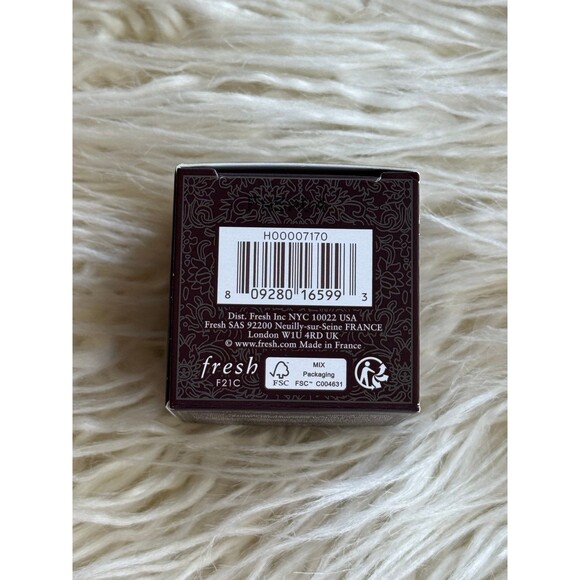 H00007170
8 09280 16599 3
Dist. Fresh Inc NYC 10022 USA
Fresh SAS 92200 Neuilly-sur-Seine FRANCE
London W1U 4RD UK
© www.fresh.com Made in France
fresh
F21C
FSC
MIX
Packaging
FSC™ C004631